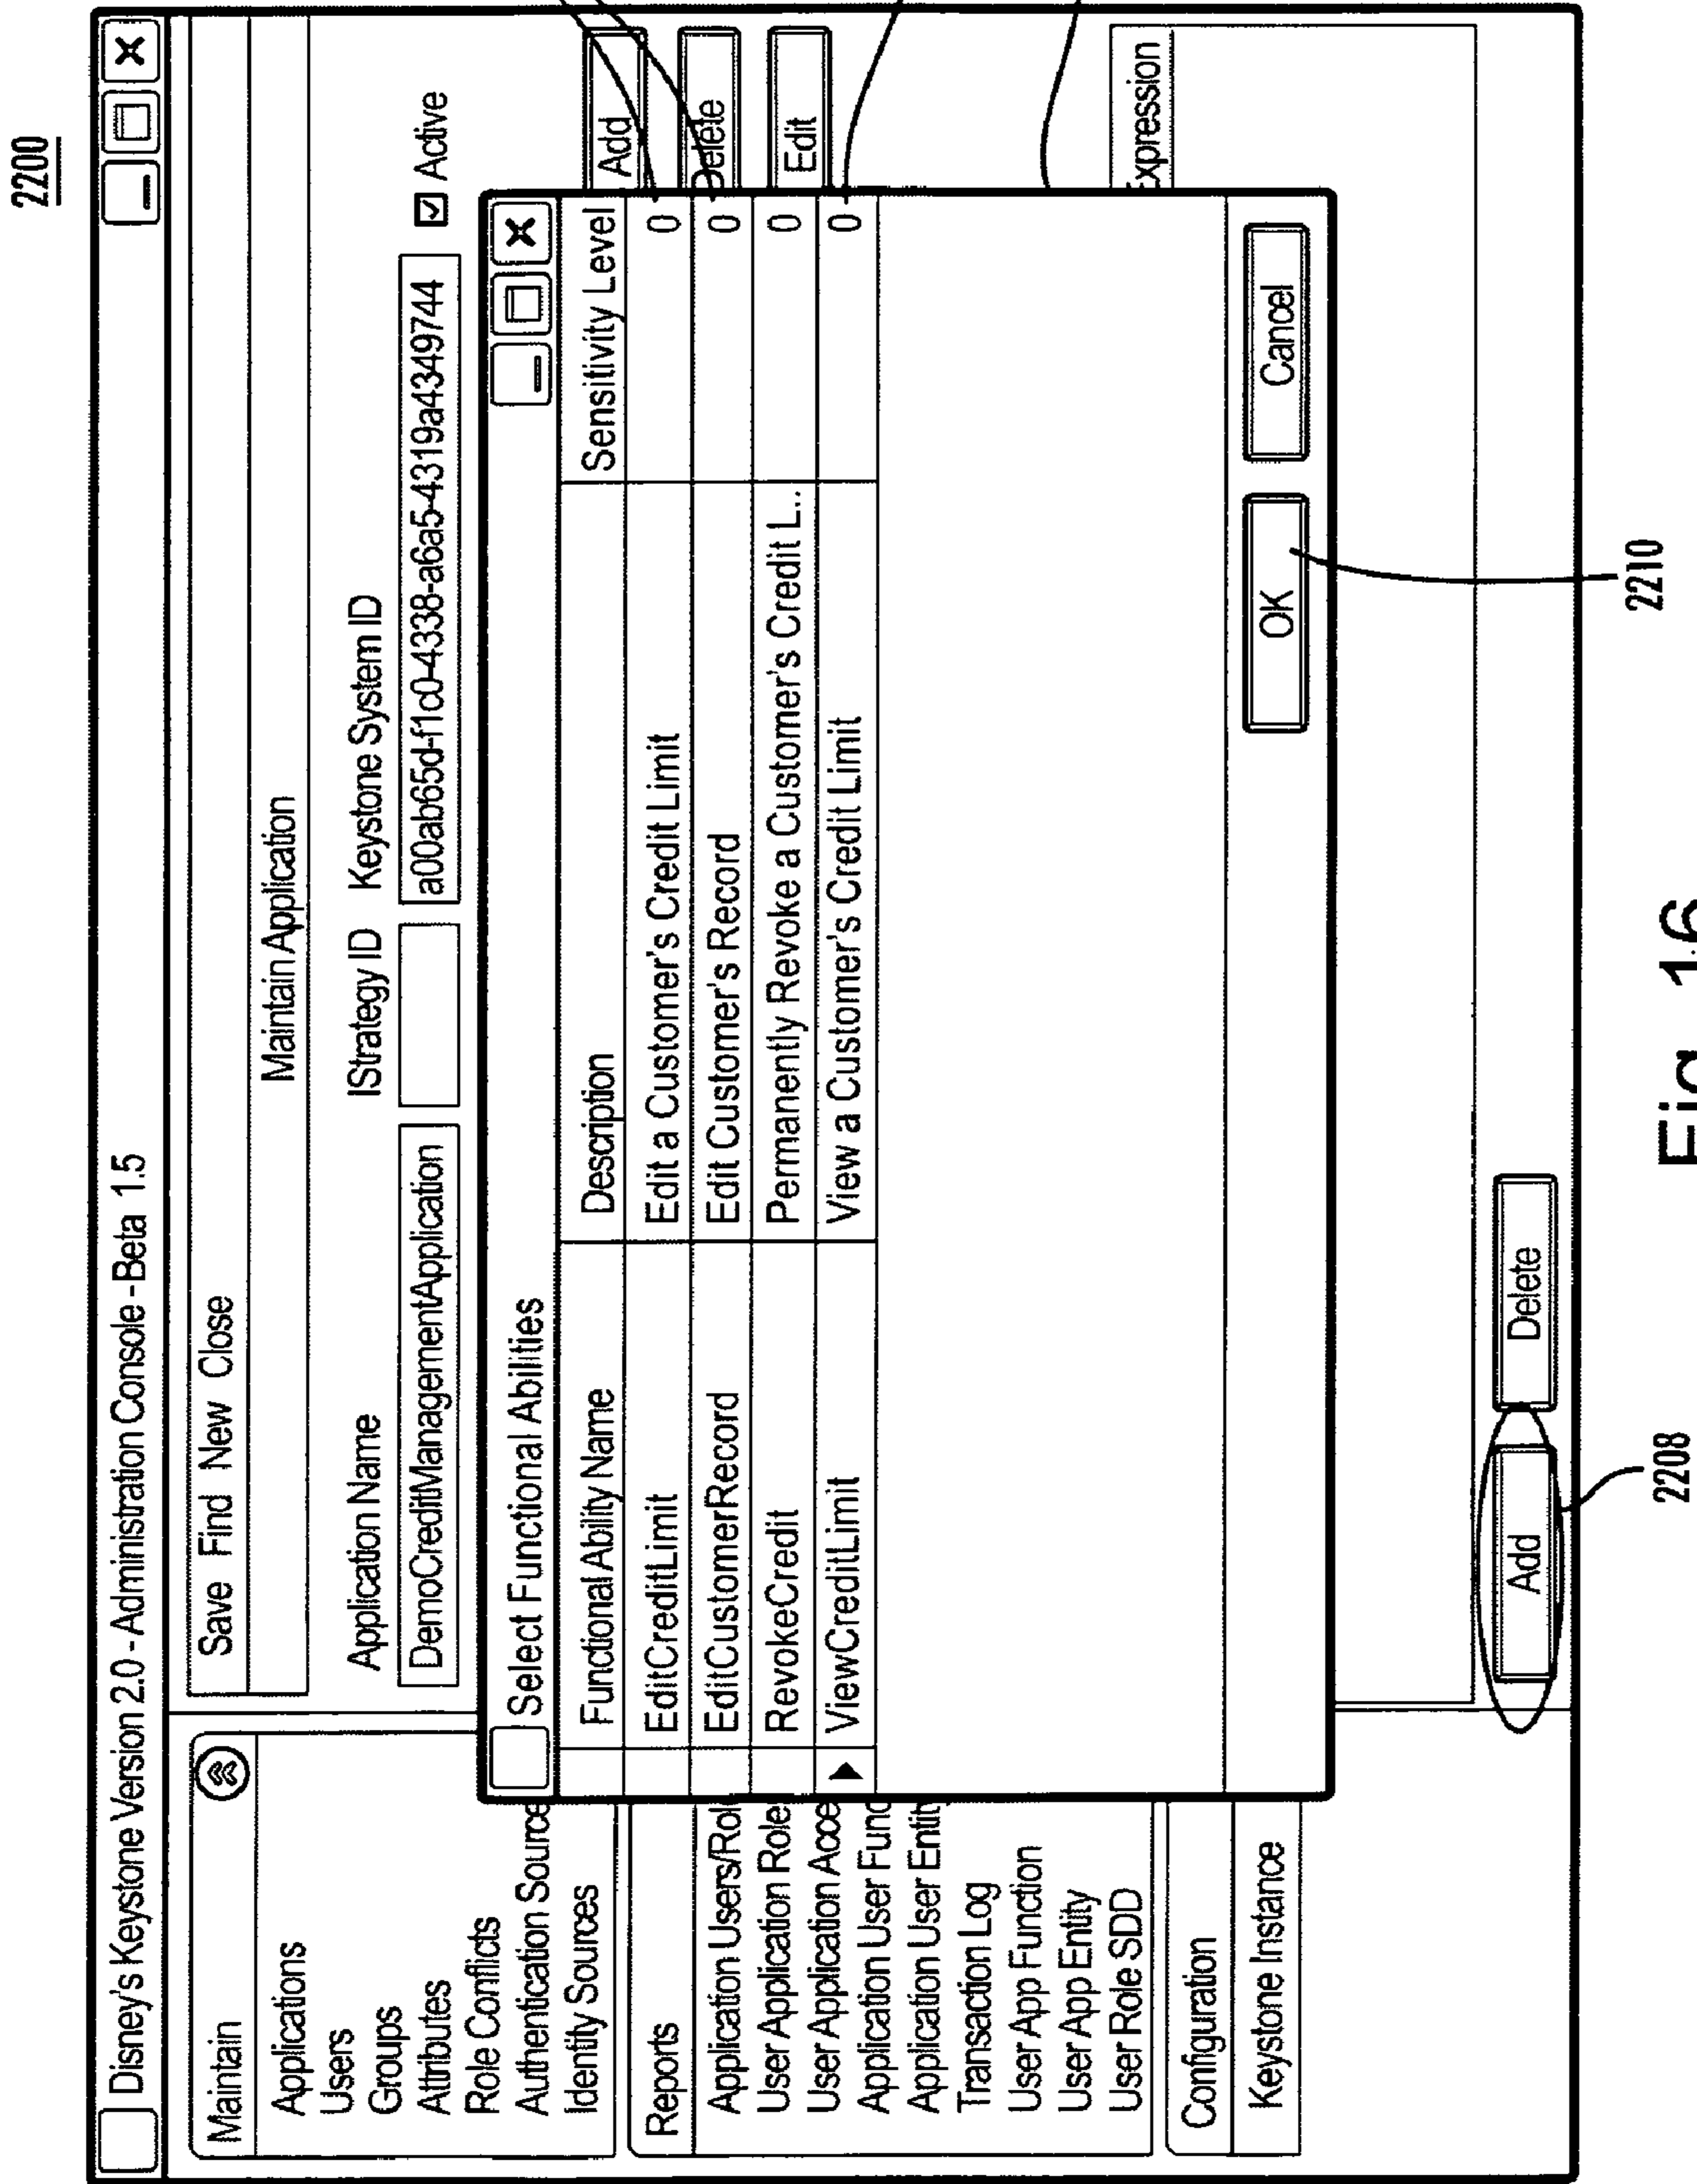 2200
Disney's Keystone Version 2.0 - Administration Console - Beta 1.5
Maintain
Applications
Users
Groups
Attributes
Role Conflicts
Authentication Source
Identity Sources
Reports
Application Users/Rol
User Application Role
User Application Acce
Application User Func
Application User Entity
Transaction Log
User App Function
User App Entity
User Role SDD
Configuration
Keystone Instance
Save Find New Close
Maintain Application
Application Name IStrategy ID Keystone System ID
DemoCreditManagementApplication a00ab65d-f1c0-4338-a6a5-4319a4349744 Active
Add
Delete
Edit
Expression
Select Functional Abilities
Functional Ability Name Description Sensitivity Level
EditCreditLimit Edit a Customer's Credit Limit 0
EditCustomerRecord Edit Customer's Record 0
RevokeCredit Permanently Revoke a Customer's Credit L... 0
ViewCreditLimit View a Customer's Credit Limit 0
OK Cancel
Add Delete
2208
2210
Fig. 16